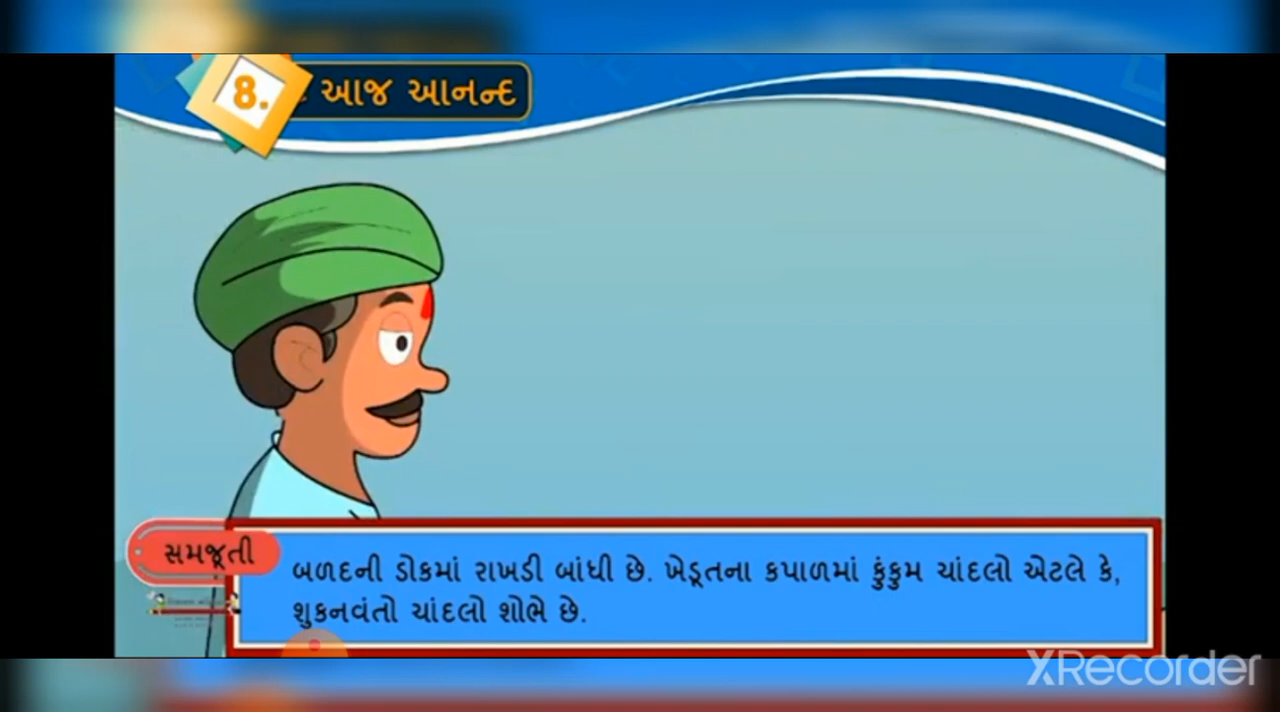 8. આજ આનન્દ
સમજૂતી
બળદની ડોકમાં રાખડી બાંધી છે. ખેડૂતના કપાળમાં કુંકુમ ચાંદલો એટલે કે,
શુકનવંતો ચાંદલો શોભે છે.
XRecorder